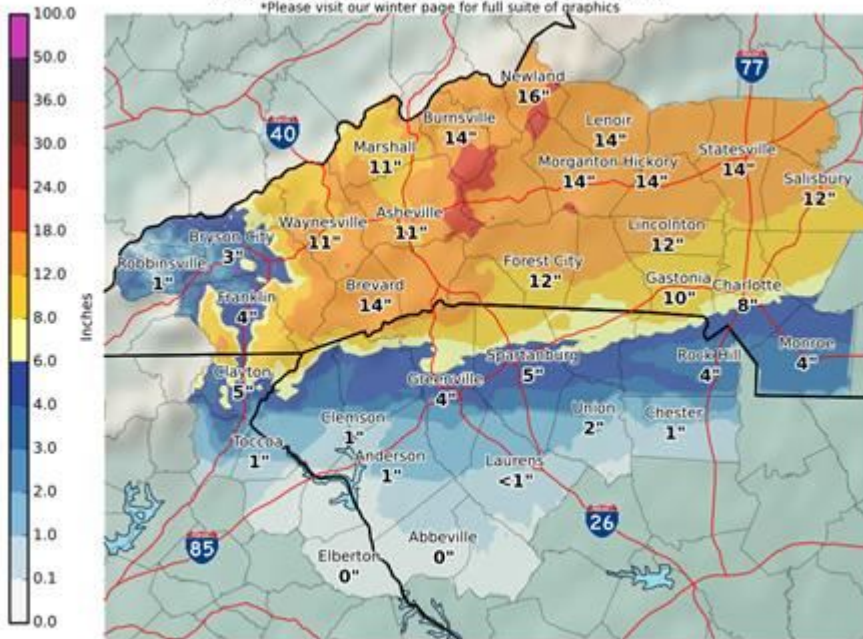 *Please visit our winter page for full suite of graphics
100.0
50.0
36.0
30.0
24.0
18.0
12.0
8.0
6.0
4.0
3.0
2.0
1.0
0.1
0.0
Inches
77
40
Newland
16"
Burnsville
14"
Lenoir
14"
Marshall
11"
Morganton
14"
Hickory
14"
Statesville
14"
Salisbury
12"
Waynesville
11"
Asheville
11"
Bryson City
3"
Robbinsville
1"
Lincolnton
12"
Forest City
12"
Brevard
14"
Franklin
4"
Gastonia
10"
Charlotte
8"
Monroe
4"
Rock Hill
4"
Spartanburg
5"
Clayton
5"
Greenville
4"
Union
2"
Chester
1"
Clemson
1"
Toccoa
1"
Anderson
1"
Laurens
<1"
26
85
Abbeville
0"
Elberton
0"